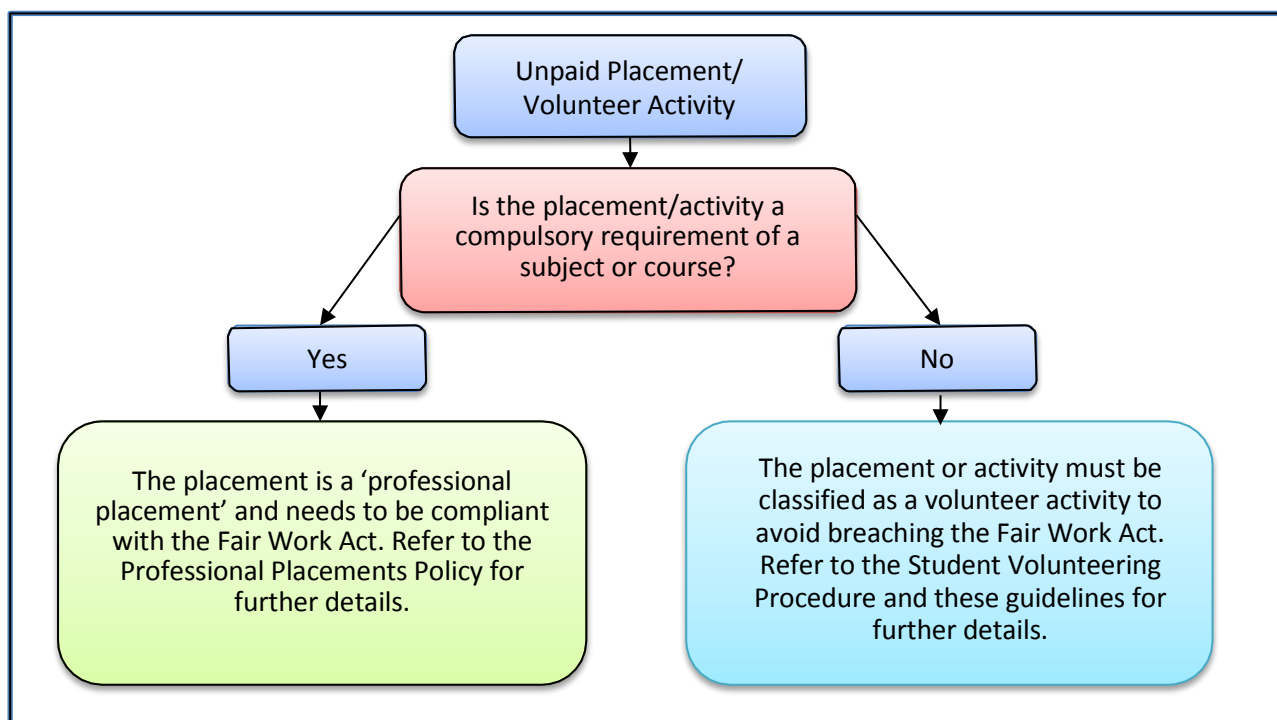 Unpaid Placement/
Volunteer Activity
Is the placement/activity a
compulsory requirement of a
subject or course?
Yes
No
The placement is a ‘professional
placement’ and needs to be compliant
with the Fair Work Act. Refer to the
Professional Placements Policy for
further details.
The placement or activity must be
classified as a volunteer activity to
avoid breaching the Fair Work Act.
Refer to the Student Volunteering
Procedure and these guidelines for
further details.